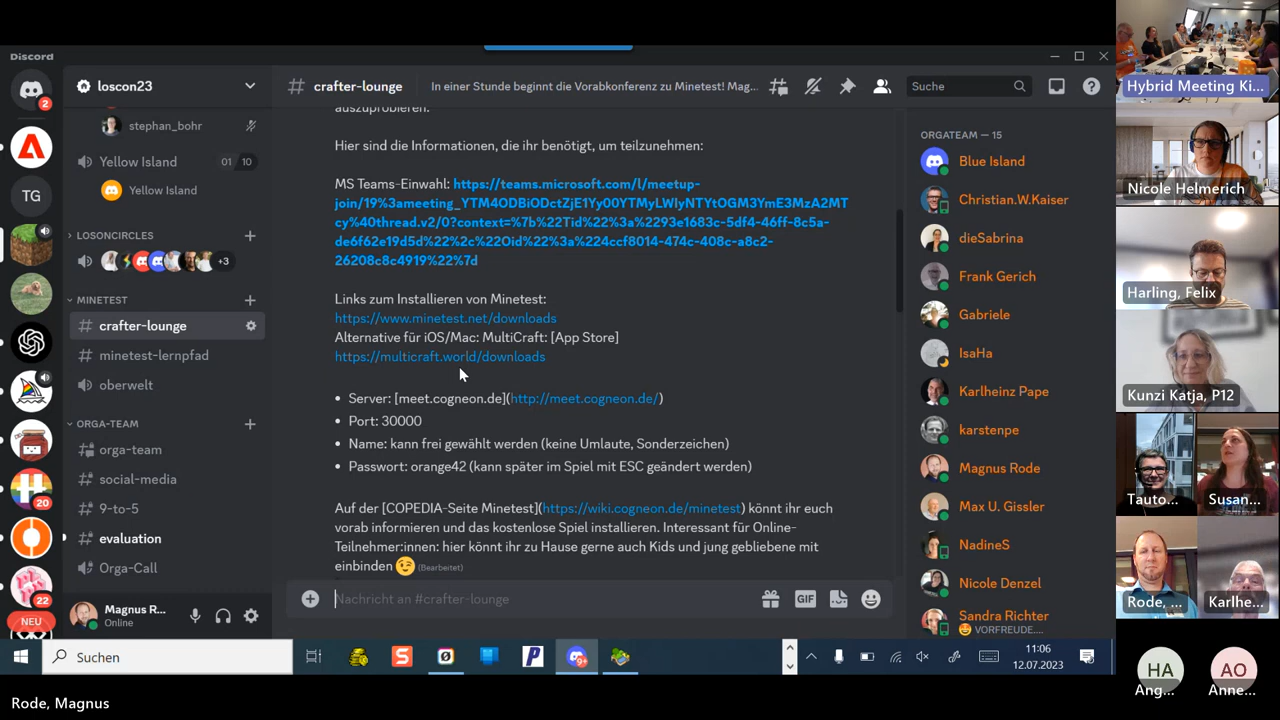 Discord
loscon23
crafter-lounge
In einer Stunde beginnt die Vorabkonferenz zu Minetest! Mag...
Suche
2
stephan_bohr
Yellow Island
01 10
Yellow Island
TG
LOSONCIRCLES
+3
MINETEST
crafter-lounge
minetest-lernpfad
oberwelt
ORGA-TEAM
orga-team
social-media
9-to-5
evaluation
Orga-Call
20
22
NEU
Magnus R...
Online
auszuprobieren.
Hier sind die Informationen, die ihr benötigt, um teilzunehmen:
MS Teams-Einwahl: https://teams.microsoft.com/l/meetup-
join/19%3ameeting_YTM4ODBiODctZjE1Yy00YTMyLWIyNTYtOGM3YmE3MzA2MT
cy%40thread.v2/0?context=%7b%22Tid%22%3a%2293e1683c-5df4-46ff-8c5a-
de6f62e19d5d%22%2c%22Oid%22%3a%224ccf8014-474c-408c-a8c2-
26208c8c4919%22%7d
Links zum Installieren von Minetest:
https://www.minetest.net/downloads
Alternative für iOS/Mac: MultiCraft: [App Store]
https://multicraft.world/downloads
• Server: [meet.cogneon.de](http://meet.cogneon.de/)
• Port: 30000
• Name: kann frei gewählt werden (keine Umlaute, Sonderzeichen)
• Passwort: orange42 (kann später im Spiel mit ESC geändert werden)
Auf der [COPEDIA-Seite Minetest](https://wiki.cogneon.de/minetest) könnt ihr euch
vorab informieren und das kostenlose Spiel installieren. Interessant für Online-
Teilnehmer:innen: hier könnt ihr zu Hause gerne auch Kids und jung gebliebene mit
einbinden 😉 (Bearbeitet)
Nachricht an #crafter-lounge
GIF
ORGATEAM — 15
Blue Island
Christian.W.Kaiser
dieSabrina
Frank Gerich
Gabriele
IsaHa
Karlheinz Pape
karstenpe
Magnus Rode
Max U. Gissler
NadineS
Nicole Denzel
Sandra Richter
🤩 VORFREUDE....
Suchen
11:06
12.07.2023
Rode, Magnus
Hybrid Meeting Ki...
Nicole Helmerich
Harling, Felix
Kunzi Katja, P12
Tauto...
Susan...
Rode, ...
Karlhe...
HA
Ang...
AO
Anne...